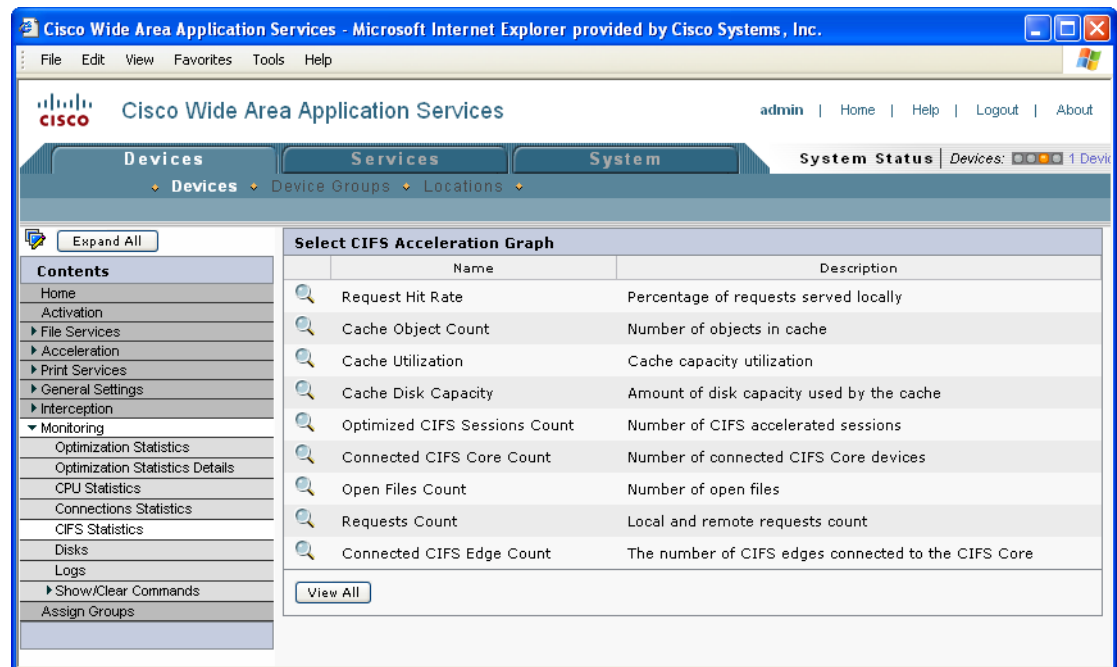 Cisco Wide Area Application Services - Microsoft Internet Explorer provided by Cisco Systems, Inc.
File Edit View Favorites Tools Help
CISCO
Cisco Wide Area Application Services
admin | Home | Help | Logout | About
Devices Services System
System Status | Devices: 1 Devic
Devices Device Groups Locations
Expand All
Contents
Home
Activation
File Services
Acceleration
Print Services
General Settings
Interception
Monitoring
Optimization Statistics
Optimization Statistics Details
CPU Statistics
Connections Statistics
CIFS Statistics
Disks
Logs
Show/Clear Commands
Assign Groups
Select CIFS Acceleration Graph
Name Description
Request Hit Rate Percentage of requests served locally
Cache Object Count Number of objects in cache
Cache Utilization Cache capacity utilization
Cache Disk Capacity Amount of disk capacity used by the cache
Optimized CIFS Sessions Count Number of CIFS accelerated sessions
Connected CIFS Core Count Number of connected CIFS Core devices
Open Files Count Number of open files
Requests Count Local and remote requests count
Connected CIFS Edge Count The number of CIFS edges connected to the CIFS Core
View All